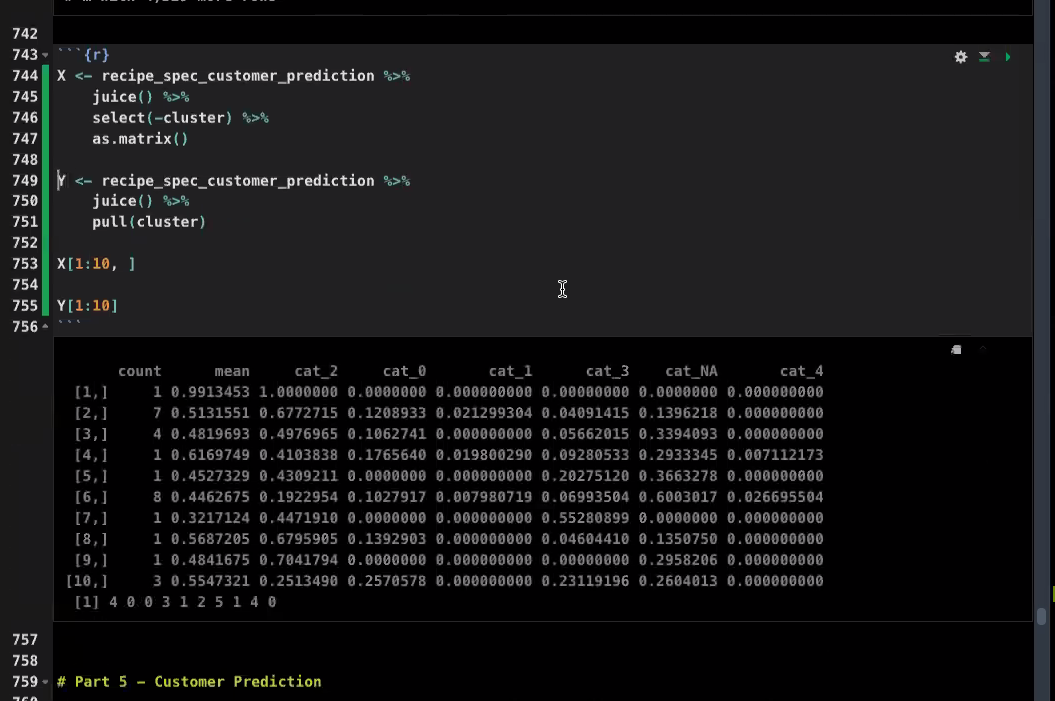 742
743 ```{r}
744 X <- recipe_spec_customer_prediction %>%
745 juice() %>%
746 select(-cluster) %>%
747 as.matrix()
748
749 Y <- recipe_spec_customer_prediction %>%
750 juice() %>%
751 pull(cluster)
752
753 X[1:10, ]
754
755 Y[1:10]
756 ```
count mean cat_2 cat_0 cat_1 cat_3 cat_NA cat_4
[1,] 1 0.9913453 1.0000000 0.0000000 0.000000000 0.00000000 0.0000000 0.000000000
[2,] 7 0.5131551 0.6772715 0.1208933 0.021299304 0.04091415 0.1396218 0.000000000
[3,] 4 0.4819693 0.4976965 0.1062741 0.000000000 0.05662015 0.3394093 0.000000000
[4,] 1 0.6169749 0.4103838 0.1765640 0.019800290 0.09280533 0.2933345 0.007112173
[5,] 1 0.4527329 0.4309211 0.0000000 0.000000000 0.20275120 0.3663278 0.000000000
[6,] 8 0.4462675 0.1922954 0.1027917 0.007980719 0.06993504 0.6003017 0.026695504
[7,] 1 0.3217124 0.4471910 0.0000000 0.000000000 0.55280899 0.0000000 0.000000000
[8,] 1 0.5687205 0.6795905 0.1392903 0.000000000 0.04604410 0.1350750 0.000000000
[9,] 1 0.4841675 0.7041794 0.0000000 0.000000000 0.00000000 0.2958206 0.000000000
[10,] 3 0.5547321 0.2513490 0.2570578 0.000000000 0.23119196 0.2604013 0.000000000
[1] 4 0 0 3 1 2 5 1 4 0
757
758
759 # Part 5 - Customer Prediction